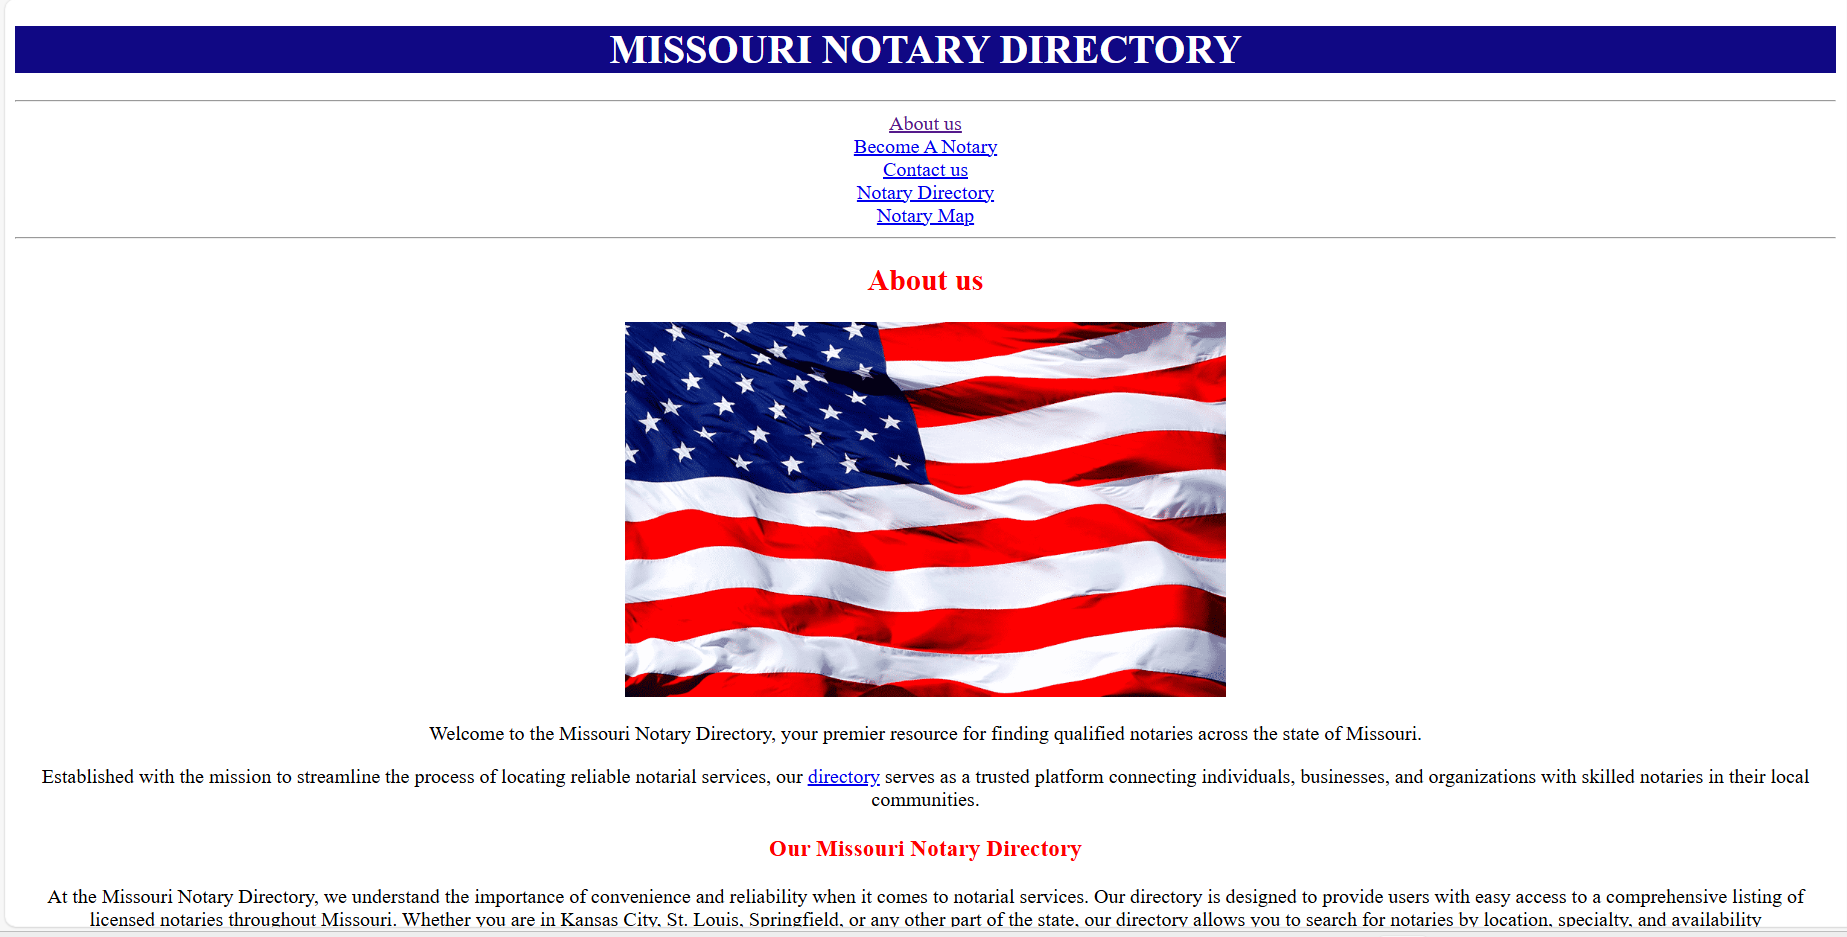 MISSOURI NOTARY DIRECTORY
About us
Become A Notary
Contact us
Notary Directory
Notary Map
About us
Welcome to the Missouri Notary Directory, your premier resource for finding qualified notaries across the state of Missouri.
Established with the mission to streamline the process of locating reliable notarial services, our directory serves as a trusted platform connecting individuals, businesses, and organizations with skilled notaries in their local
communities.
Our Missouri Notary Directory
At the Missouri Notary Directory, we understand the importance of convenience and reliability when it comes to notarial services. Our directory is designed to provide users with easy access to a comprehensive listing of
licensed notaries throughout Missouri. Whether you are in Kansas City, St. Louis, Springfield, or any other part of the state, our directory allows you to search for notaries by location, specialty, and availability